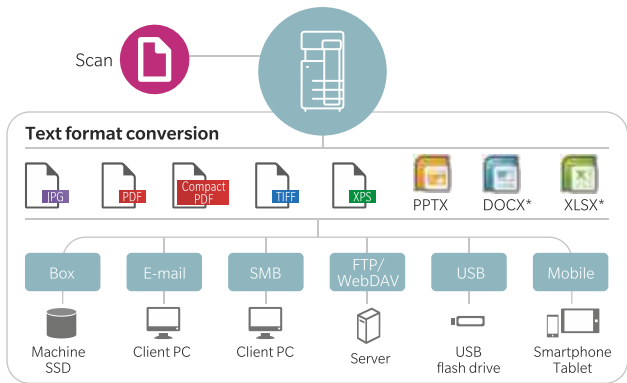 Scan
Text format conversion
JPG
PDF
Compact
PDF
TIFF
XPS
PPTX
DOCX*
XLSX*
Box
E-mail
SMB
FTP/
WebDAV
USB
Mobile
Machine
SSD
Client PC
Client PC
Server
USB
flash drive
Smartphone
Tablet